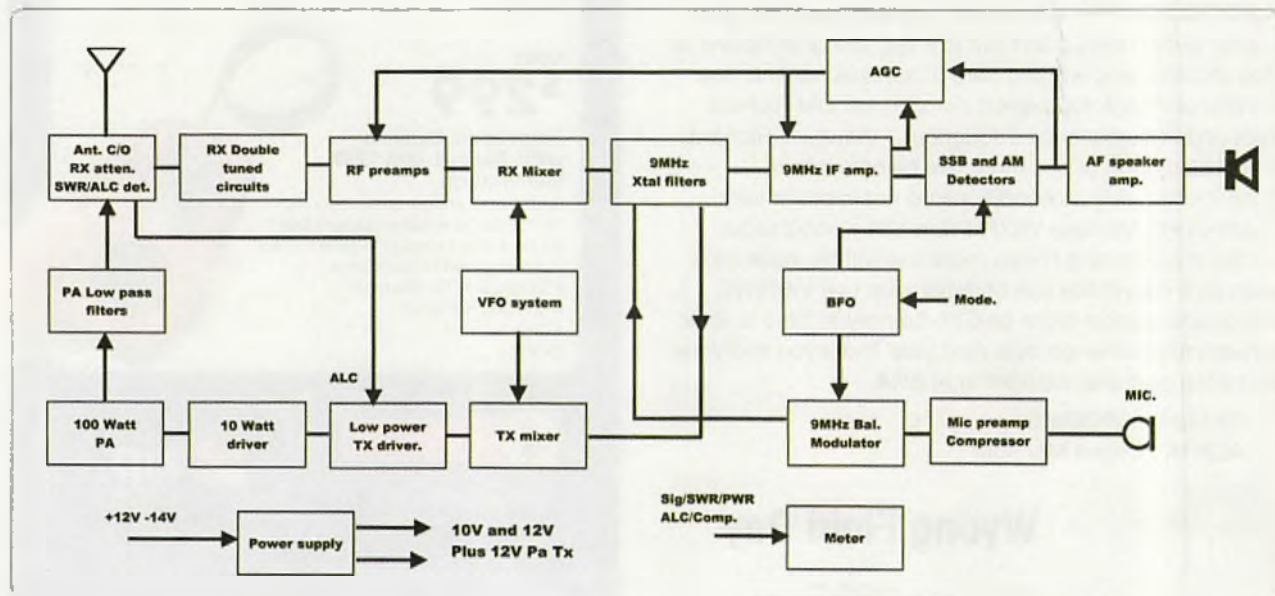 AGC
Ant. C/O
RX atten.
SWR/ALC det.
RX Double
tuned
circuits
RF preamps
RX Mixer
9MHz
Xtal filters
9MHz IF amp.
SSB and AM
Detectors
AF speaker
amp.
PA Low pass
filters
VFO system
BFO
Mode.
ALC
MIC.
100 Watt
PA
10 Watt
driver
Low power
TX driver.
TX mixer
9MHz Bal.
Modulator
Mic preamp
Compressor
+12V -14V
Power supply
10V and 12V
Plus 12V Pa Tx
Sig/SWR/PWR
ALC/Comp.
Meter